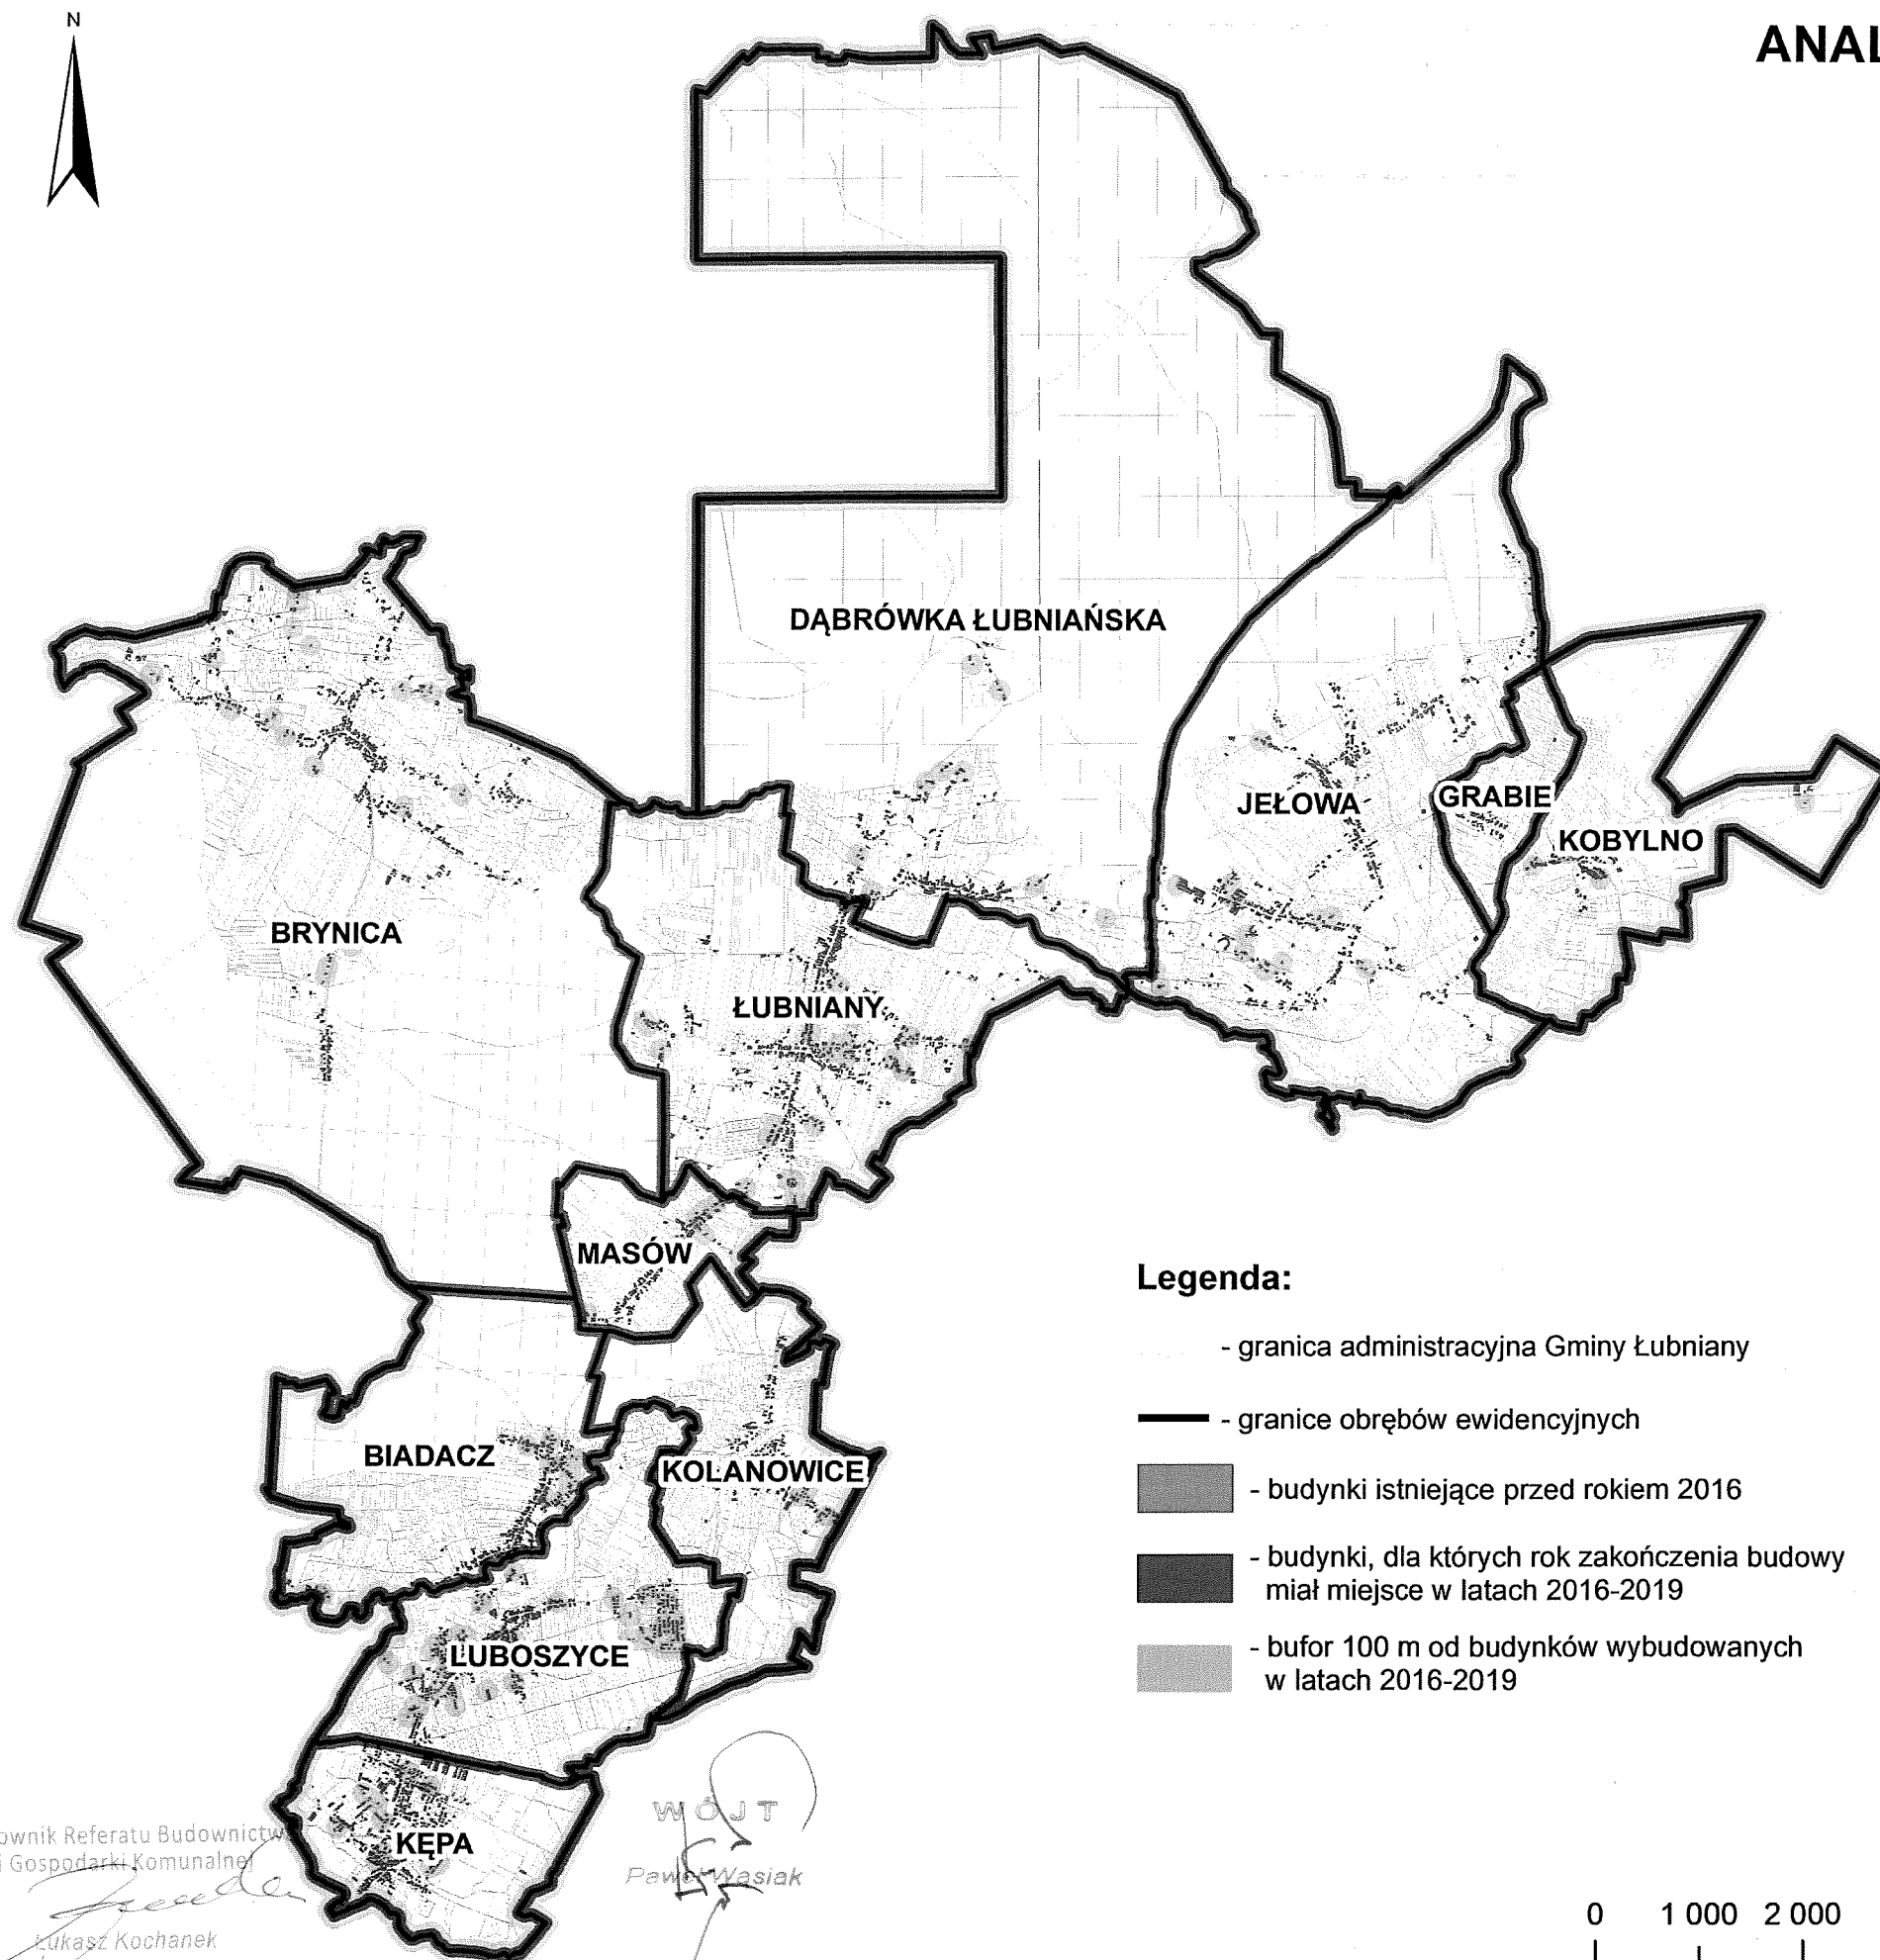 N
ANAL
DĄBRÓWKA ŁUBNIAŃSKA
JEŁOWA
GRABIE
KOBYLNO
BRYNICA
ŁUBNIANY
MASÓW
BIADACZ
KOLANOWICE
LUBOSZYCE
KĘPA
Legenda:
- granica administracyjna Gminy Łubniany
- granice obrębów ewidencyjnych
- budynki istniejące przed rokiem 2016
- budynki, dla których rok zakończenia budowy
miał miejsce w latach 2016-2019
- bufor 100 m od budynków wybudowanych
w latach 2016-2019
ownik Referatu Budownictw
i Gospodarki Komunalnej
Łukasz Kochanek
WÓJT
Paweł Wąsiak
0 1 000 2 000